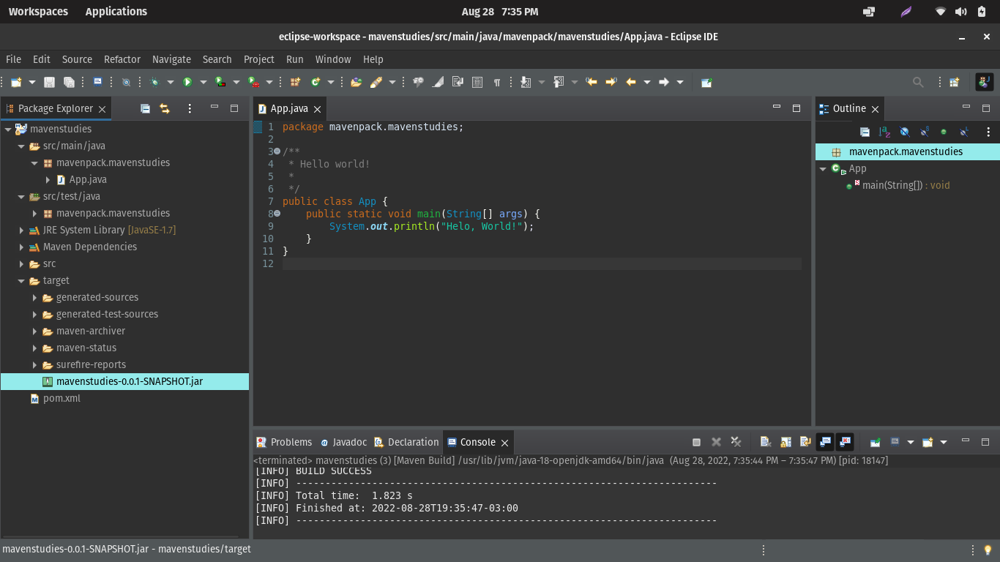 Workspaces Applications Aug 28 7:35 PM
eclipse-workspace - mavenstudies/src/main/java/mavenpack/mavenstudies/App.java - Eclipse IDE
File Edit Source Refactor Navigate Search Project Run Window Help
Package Explorer
mavenstudies
src/main/java
mavenpack.mavenstudies
App.java
src/test/java
mavenpack.mavenstudies
JRE System Library [JavaSE-1.7]
Maven Dependencies
src
target
generated-sources
generated-test-sources
maven-archiver
maven-status
surefire-reports
mavenstudies-0.0.1-SNAPSHOT.jar
pom.xml
App.java
1 package mavenpack.mavenstudies;
2
3 /**
4 * Hello world!
5 *
6 */
7 public class App {
8 public static void main(String[] args) {
9 System.out.println("Helo, World!");
10 }
11 }
12
Outline
mavenpack.mavenstudies
App
main(String[]) : void
Problems Javadoc Declaration Console
<terminated> mavenstudies (3) [Maven Build] /usr/lib/jvm/java-18-openjdk-amd64/bin/java (Aug 28, 2022, 7:35:44 PM – 7:35:47 PM) [pid: 18147]
[INFO] BUILD SUCCESS
[INFO] ------------------------------------------------------------------------
[INFO] Total time:  1.823 s
[INFO] Finished at: 2022-08-28T19:35:47-03:00
[INFO] ------------------------------------------------------------------------
mavenstudies-0.0.1-SNAPSHOT.jar - mavenstudies/target